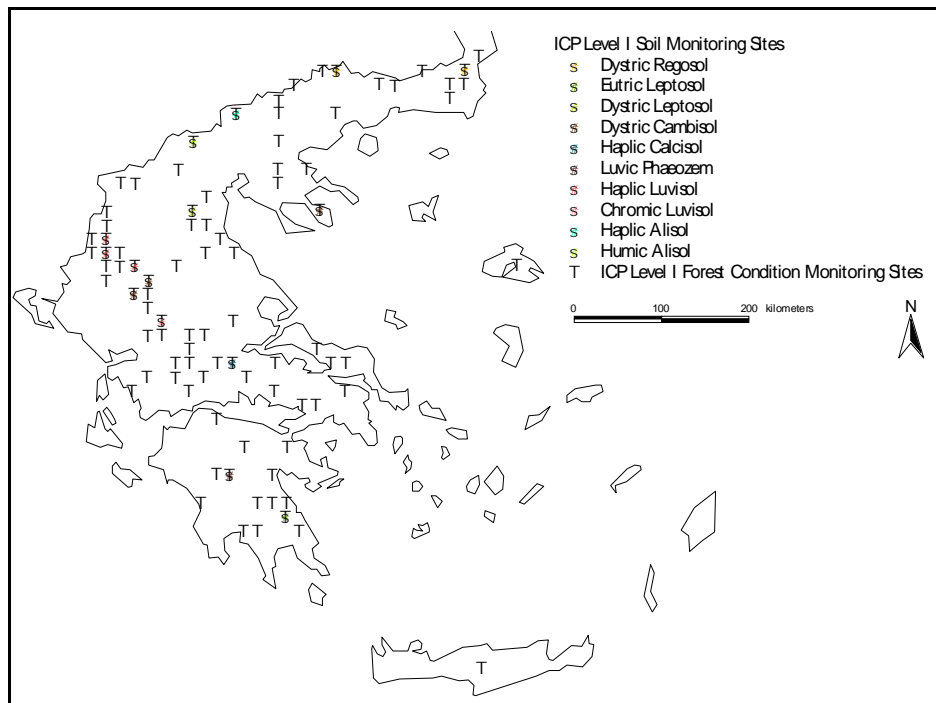 ICP Level I Soil Monitoring Sites
s Dystric Regosol
s Eutric Leptosol
s Dystric Leptosol
s Dystric Cambisol
s Haplic Calcisol
s Luvic Phaeozem
s Haplic Luvisol
s Chromic Luvisol
s Haplic Alisol
s Humic Alisol
T ICP Level I Forest Condition Monitoring Sites
0 100 200 kilometers
N